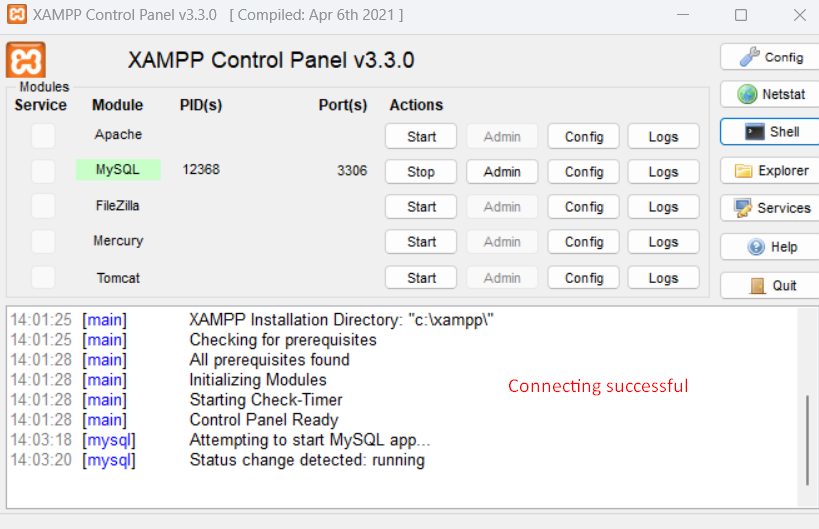 XAMPP Control Panel v3.3.0 [ Compiled: Apr 6th 2021 ]
XAMPP Control Panel v3.3.0
Config
Modules
Service Module PID(s) Port(s) Actions
Netstat
Apache Start Admin Config Logs
Shell
MySQL 12368 3306 Stop Admin Config Logs
Explorer
FileZilla Start Admin Config Logs
Services
Mercury Start Admin Config Logs
Help
Tomcat Start Admin Config Logs
Quit
14:01:25 [main] XAMPP Installation Directory: "c:\xampp\"
14:01:25 [main] Checking for prerequisites
14:01:28 [main] All prerequisites found
14:01:28 [main] Initializing Modules
14:01:28 [main] Starting Check-Timer
14:01:28 [main] Control Panel Ready
14:03:18 [mysql] Attempting to start MySQL app...
14:03:20 [mysql] Status change detected: running
Connecting successful